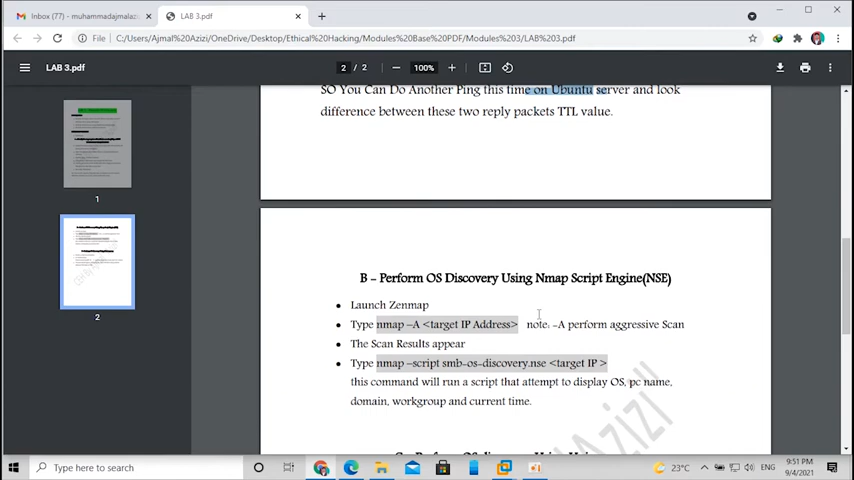 Inbox (77) - muhammadajmalaziz
LAB 3.pdf
File
C:/Users/Ajmal%20Azizi/OneDrive/Desktop/Ethical%20Hacking/Modules%20Base%20PDF/Modules%203/LAB%203.pdf
LAB 3.pdf
2 / 2
100%
SO You Can Do Another Ping this time on Ubuntu server and look
difference between these two reply packets TTL value.
1
2
B – Perform OS Discovery Using Nmap Script Engine(NSE)
• Launch Zenmap
• Type nmap –A <target IP Address> note: -A perform aggressive Scan
• The Scan Results appear
• Type nmap –script smb-os-discovery.nse <target IP >
this command will run a script that attempt to display OS, pc name,
domain, workgroup and current time.
Azizi"
Type here to search
23°C
ENG
9:51 PM
9/4/2021